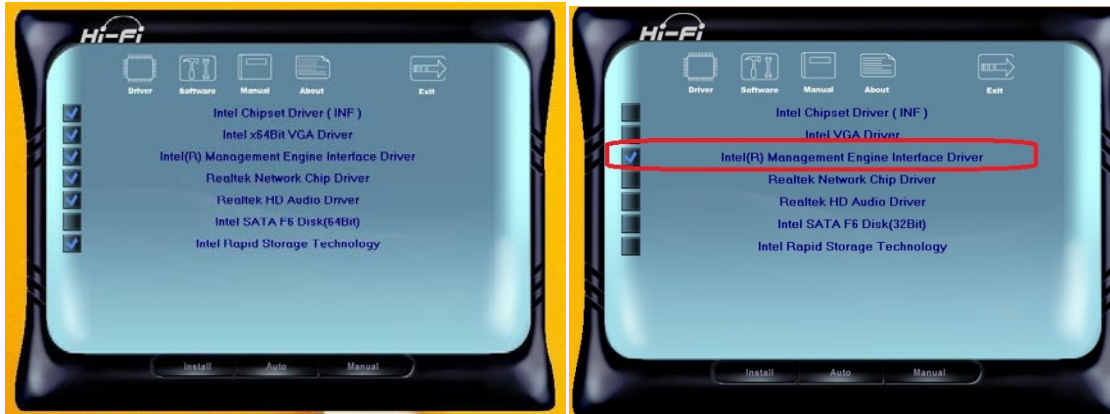 Hi-Fi
Driver Software Manual About Exit
Intel Chipset Driver ( INF )
Intel x64Bit VGA Driver
Intel(R) Management Engine Interface Driver
Realtek Network Chip Driver
Realtek HD Audio Driver
Intel SATA F6 Disk(64Bit)
Intel Rapid Storage Technology
Install Auto Manual
Hi-Fi
Driver Software Manual About Exit
Intel Chipset Driver ( INF )
Intel VGA Driver
Intel(R) Management Engine Interface Driver
Realtek Network Chip Driver
Realtek HD Audio Driver
Intel SATA F6 Disk(32Bit)
Intel Rapid Storage Technology
Install Auto Manual